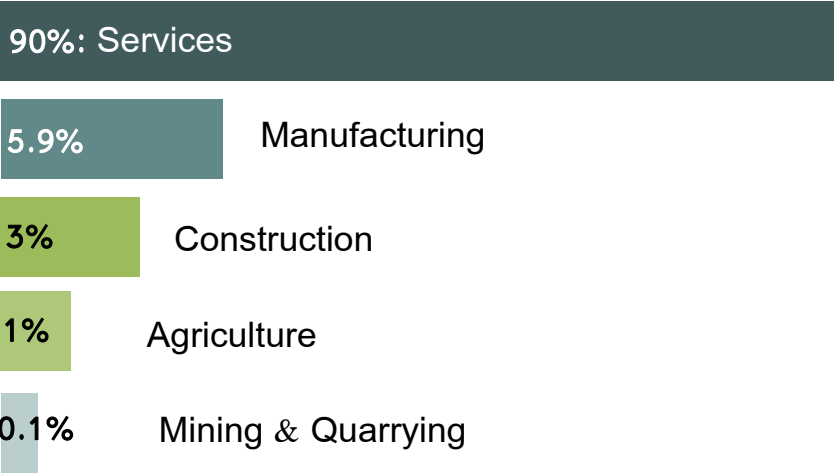 90%: Services
5.9% Manufacturing
3% Construction
1% Agriculture
0.1% Mining & Quarrying